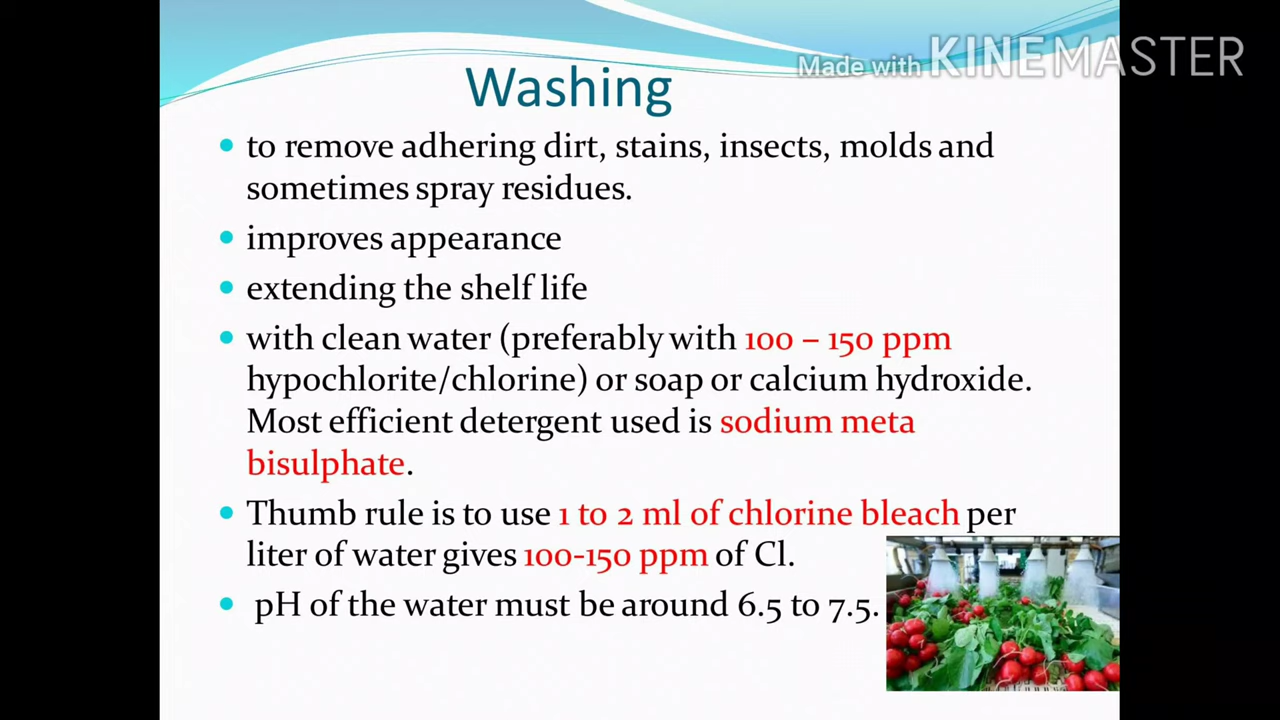 Made with KINEMASTER
Washing
• to remove adhering dirt, stains, insects, molds and
sometimes spray residues.
• improves appearance
• extending the shelf life
• with clean water (preferably with 100 – 150 ppm
hypochlorite/chlorine) or soap or calcium hydroxide.
Most efficient detergent used is sodium meta
bisulphate.
• Thumb rule is to use 1 to 2 ml of chlorine bleach per
liter of water gives 100-150 ppm of Cl.
• pH of the water must be around 6.5 to 7.5.